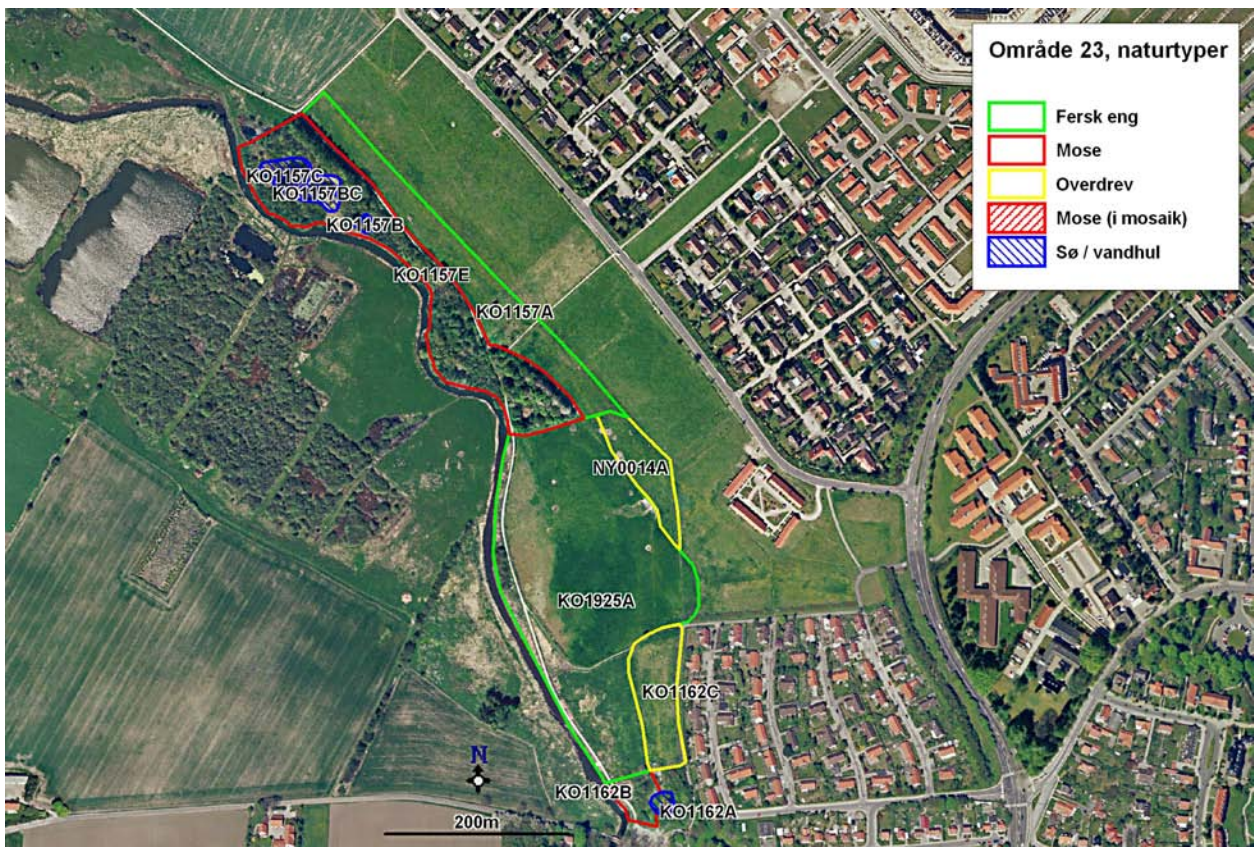 Område 23, naturtyper
Fersk eng
Mose
Overdrev
Mose (i mosaik)
Sø / vandhul
KO1157C
KO1157BC
KO1157B
KO1157E
KO1157A
NY0014A
KO1925A
KO1162C
N
KO1162B
KO1162A
200m